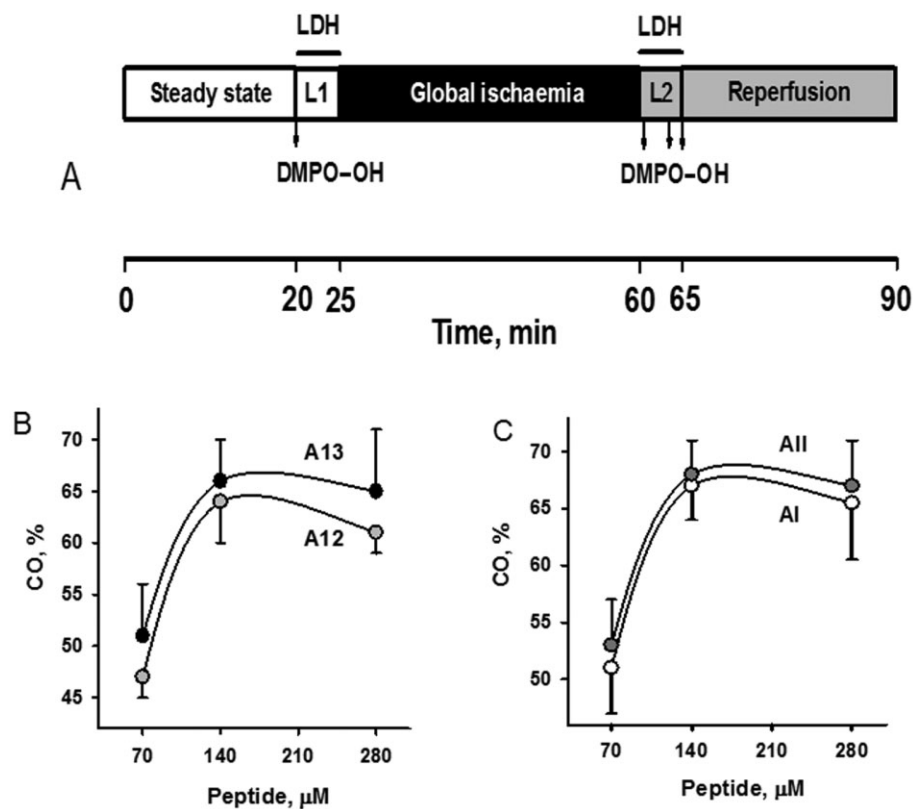 LDH LDH
Steady state L1 Global ischaemia L2 Reperfusion
DMPO–OH DMPO–OH
A
0 20 25 60 65 90
Time, min
B
CO, %
70
65
60
55
50
45
A13
A12
70 140 210 280
Peptide, μM
C
CO, %
70
65
60
55
50
AII
AI
70 140 210 280
Peptide, μM